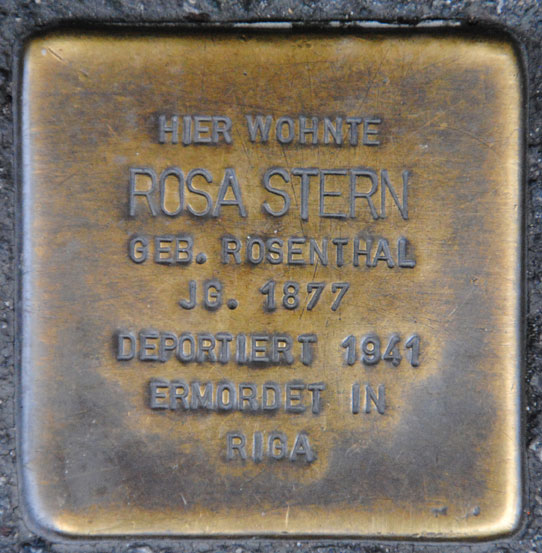 HIER WOHNTE
ROSA STERN
GEB. ROSENTHAL
JG. 1877
DEPORTIERT 1941
ERMORDET IN
RIGA